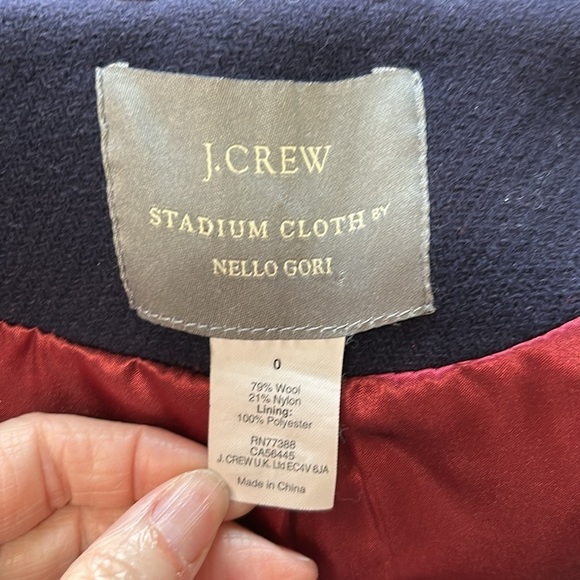 J.CREW
STADIUM CLOTH BY
NELLO GORI
0
79% Wool
21% Nylon
Lining:
100% Polyester
RN77388
CA56445
J. CREW U.K. Ltd EC4V 6JA
Made in China